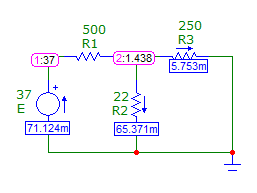 500
R1
250
R3
1:37
2:1.438
5.753m
37
E
+
22
R2
71.124m
65.371m